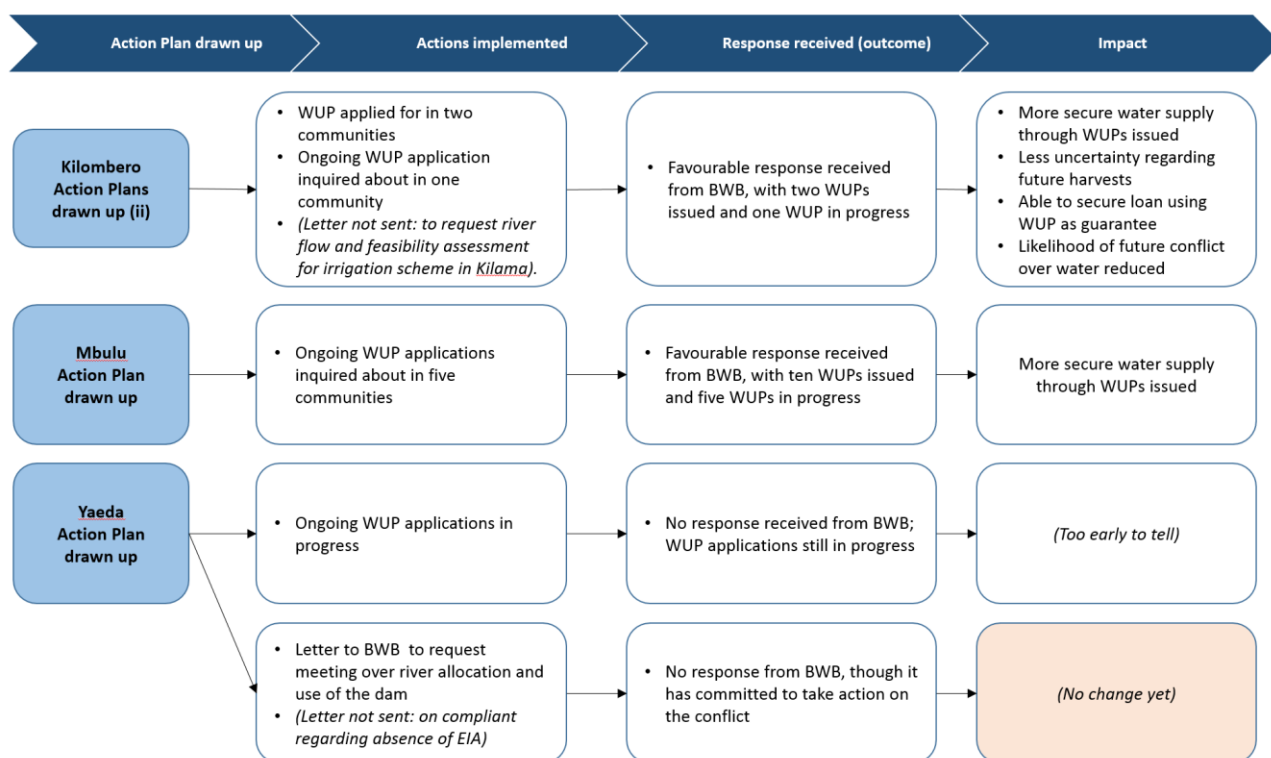 Action Plan drawn up
Actions implemented
Response received (outcome)
Impact
Kilombero
Action Plans
drawn up (ii)
• WUP applied for in two
communities
• Ongoing WUP application
inquired about in one
community
• (Letter not sent: to request river
flow and feasibility assessment
for irrigation scheme in Kilama).
• Favourable response received
from BWB, with two WUPs
issued and one WUP in progress
• More secure water supply
through WUPs issued
• Less uncertainty regarding
future harvests
• Able to secure loan using
WUP as guarantee
• Likelihood of future conflict
over water reduced
Mbulu
Action Plan
drawn up
• Ongoing WUP applications
inquired about in five
communities
• Favourable response received
from BWB, with ten WUPs issued
and five WUPs in progress
More secure water supply
through WUPs issued
Yaeda
Action Plan
drawn up
• Ongoing WUP applications in
progress
• No response received from BWB;
WUP applications still in progress
(Too early to tell)
• Letter to BWB to request
meeting over river allocation and
use of the dam
• (Letter not sent: on compliant
regarding absence of EIA)
• No response from BWB, though it
has committed to take action on
the conflict
(No change yet)